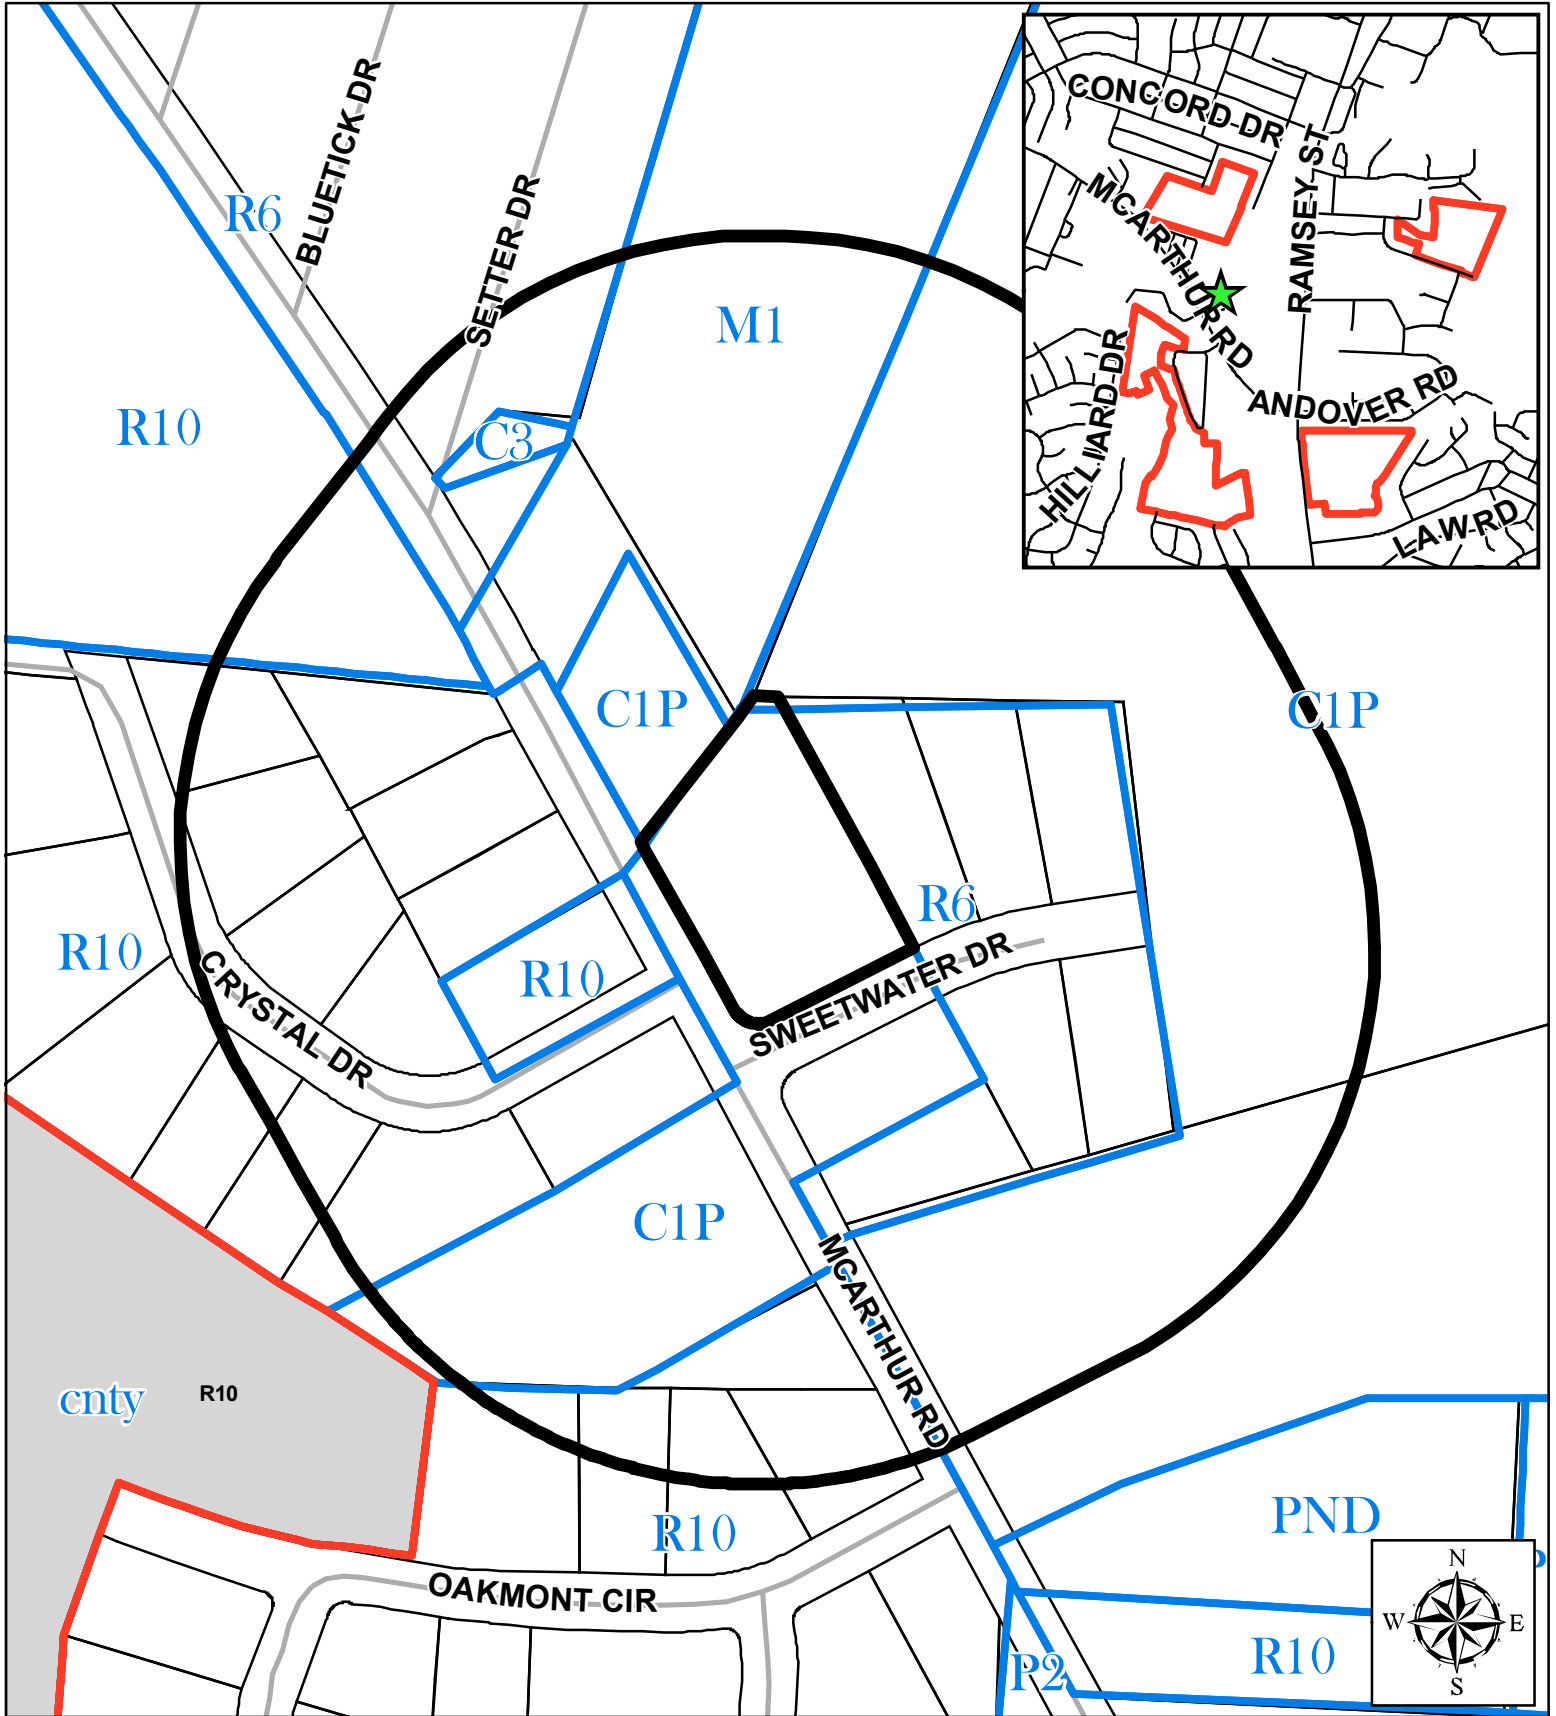 BLUETICK DR
SETTER DR
R6
R10
M1
C3
CONCORD DR
RAMSEY ST
MCARTHUR RD
HILLIARD DR
ANDOVER RD
LAW RD
C1P
C1P
R6
R10
R10
CRYSTAL DR
SWEETWATER DR
C1P
MCARTHUR RD
cnty
R10
R10
OAKMONT CIR
PND
P2
R10
N
W E
S